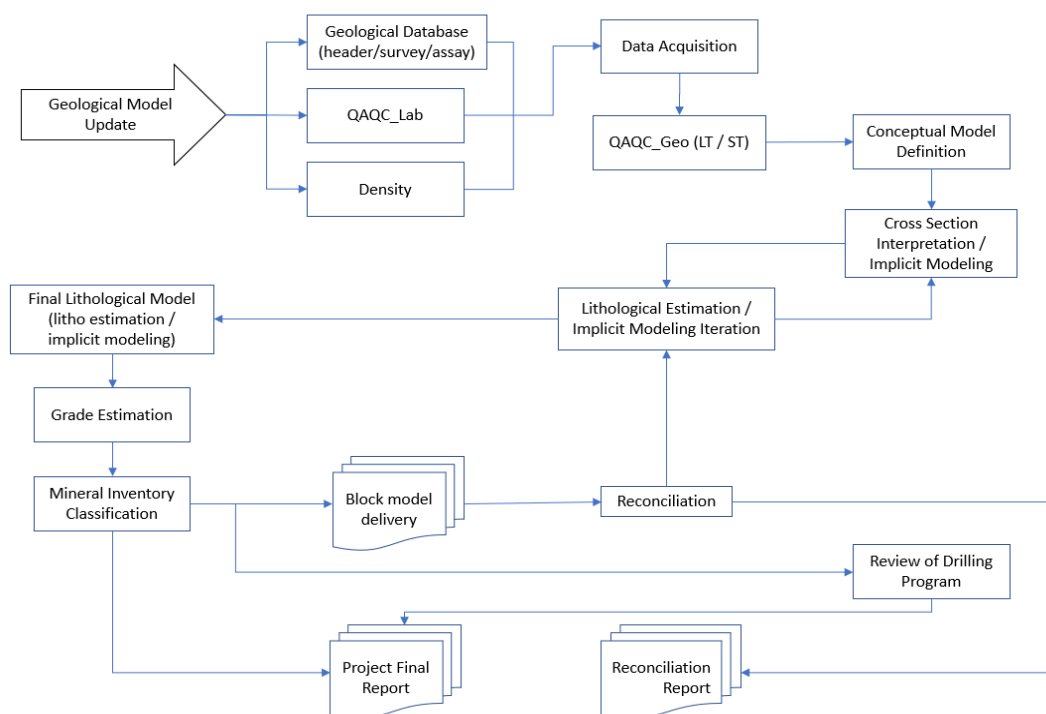 Geological Database
(header/survey/assay)
Data Acquisition
Geological Model
Update
QAQC_Lab
QAQC_Geo (LT / ST)
Conceptual Model
Definition
Density
Cross Section
Interpretation /
Implicit Modeling
Final Lithological Model
(litho estimation /
implicit modeling)
Lithological Estimation /
Implicit Modeling Iteration
Grade Estimation
Mineral Inventory
Classification
Block model
delivery
Reconciliation
Review of Drilling
Program
Project Final
Report
Reconciliation
Report